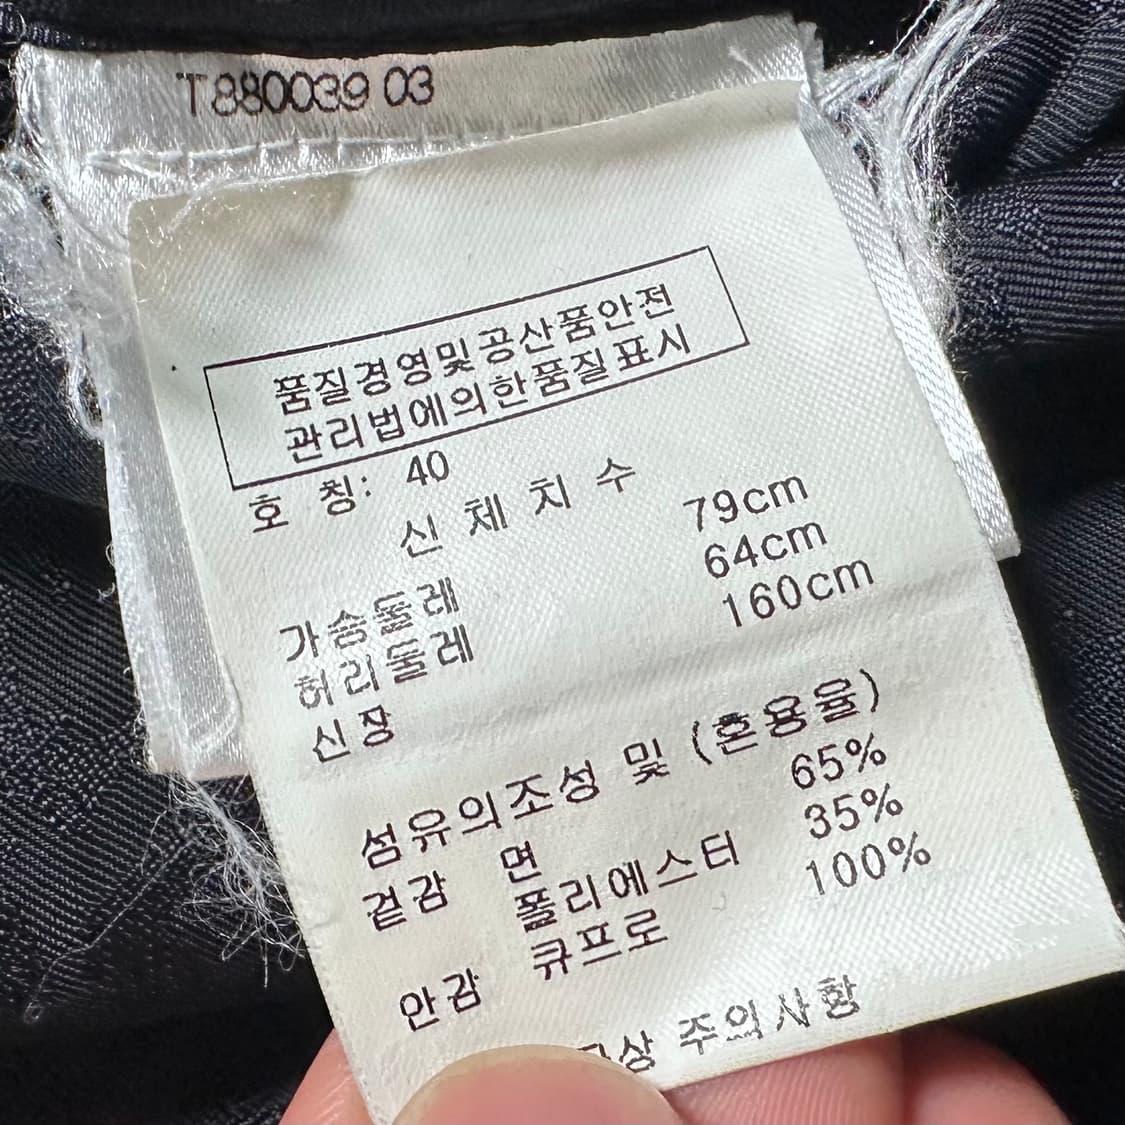 T880039 03
품질경영및공산품안전
관리법에의한품질표시
호 칭: 40
신 체 치 수
가슴둘레 79cm
허리둘레 64cm
신장 160cm
섬유의조성 및 (혼용율)
겉감 면 65%
폴리에스터 35%
안감 큐프로 100%
주의사항